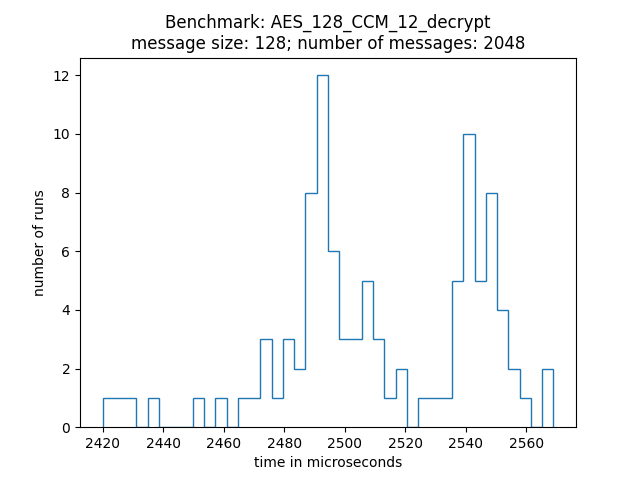 Benchmark: AES_128_CCM_12_decrypt
message size: 128; number of messages: 2048
12
10
8
6
4
2
0
number of runs
2420 2440 2460 2480 2500 2520 2540 2560
time in microseconds